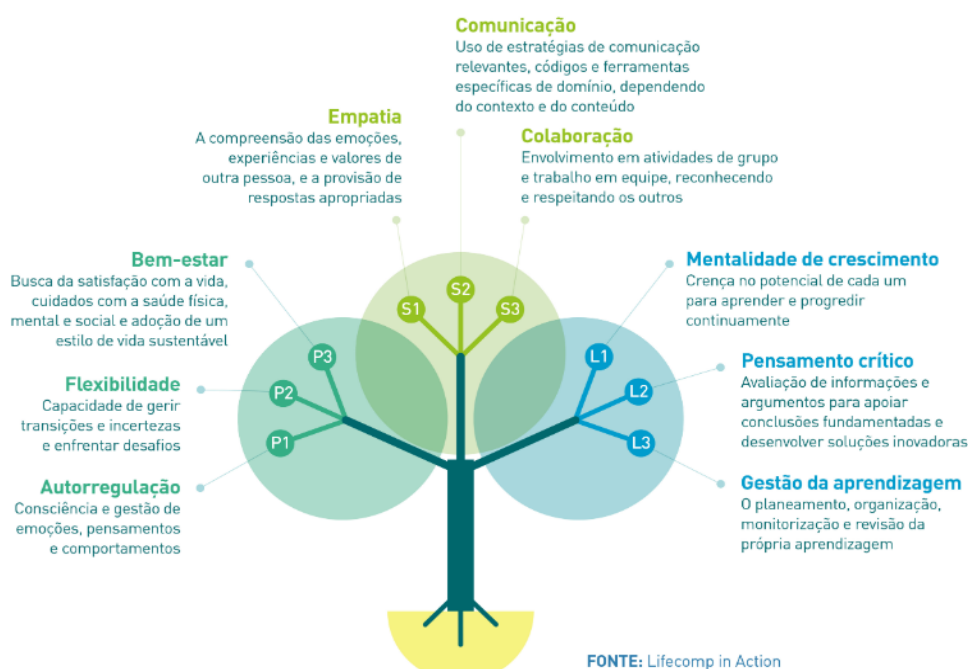 Comunicação
Uso de estratégias de comunicação
relevantes, códigos e ferramentas
específicas de domínio, dependendo
do contexto e do conteúdo
Empatia
A compreensão das emoções,
experiências e valores de
outra pessoa, e a provisão de
respostas apropriadas
Colaboração
Envolvimento em atividades de grupo
e trabalho em equipe, reconhecendo
e respeitando os outros
Bem-estar
Busca da satisfação com a vida,
cuidados com a saúde física,
mental e social e adoção de um
estilo de vida sustentável
Flexibilidade
Capacidade de gerir
transições e incertezas
e enfrentar desafios
Autorregulação
Consciência e gestão de
emoções, pensamentos
e comportamentos
P3
P2
P1
S1
S2
S3
L1
L2
L3
Mentalidade de crescimento
Crença no potencial de cada um
para aprender e progredir
continuamente
Pensamento crítico
Avaliação de informações e
argumentos para apoiar
conclusões fundamentadas e
desenvolver soluções inovadoras
Gestão da aprendizagem
O planeamento, organização,
monitorização e revisão da
própria aprendizagem
FONTE: Lifecomp in Action